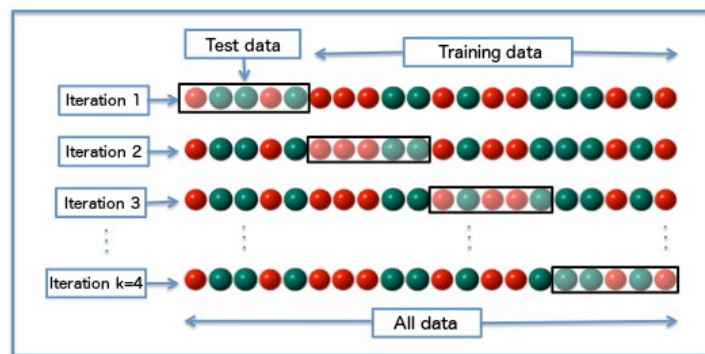 Test data
Training data
Iteration 1
Iteration 2
Iteration 3
Iteration k=4
All data